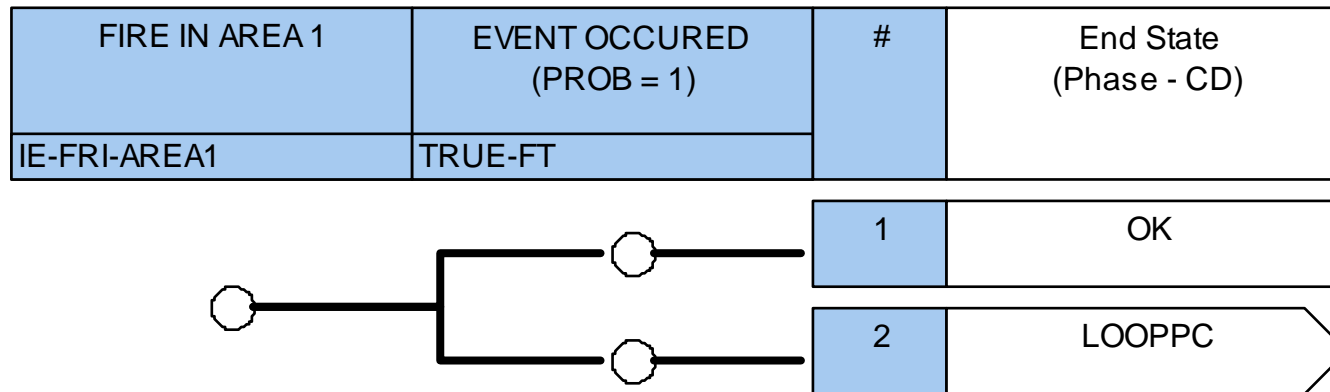 FIRE IN AREA 1
EVENT OCCURED
(PROB = 1)
#
End State
(Phase - CD)
IE-FRI-AREA1
TRUE-FT
1
OK
2
LOOPPC